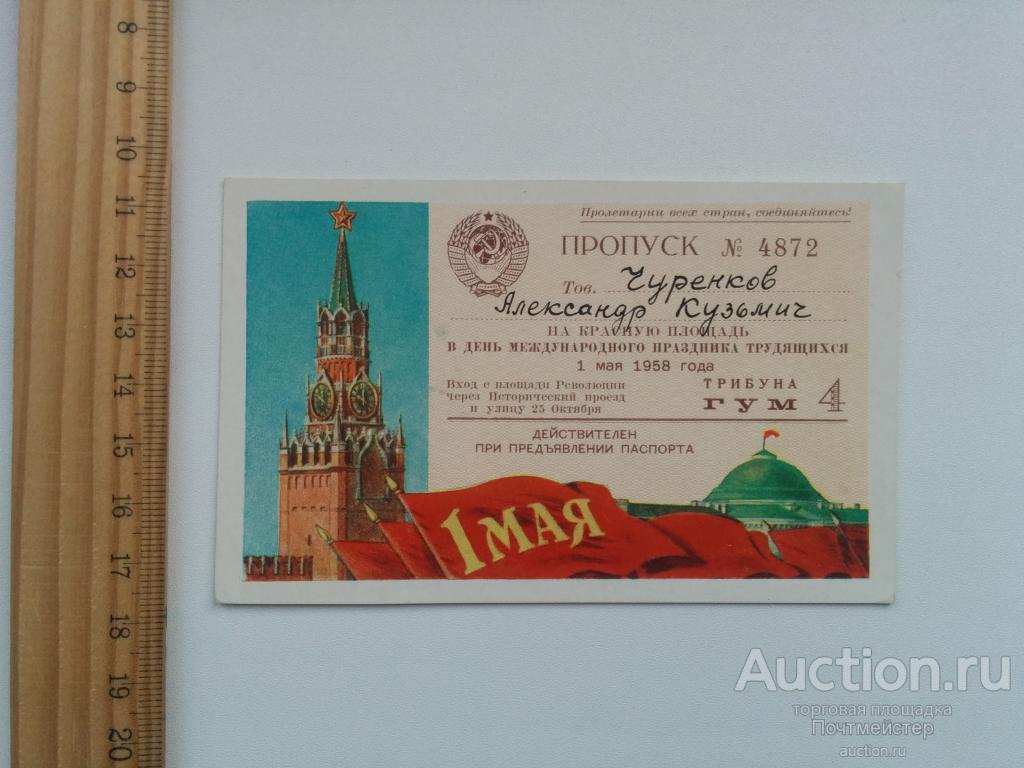 8
9
10
11
12
13
14
15
16
17
18
19
20
Пролетарии всех стран, соединяйтесь!
ПРОПУСК № 4872
Тов. Чуренков
Александр Кузьмич
НА КРАСНУЮ ПЛОЩАДЬ
В ДЕНЬ МЕЖДУНАРОДНОГО ПРАЗДНИКА ТРУДЯЩИХСЯ
1 мая 1958 года
Вход с площади Революции
через Исторический проезд
и улицу 25 Октября
ТРИБУНА
ГУМ 4
ДЕЙСТВИТЕЛЕН
ПРИ ПРЕДЪЯВЛЕНИИ ПАСПОРТА
1 МАЯ
Auction.ru
торговая площадка
Почтмейстер
auction.ru